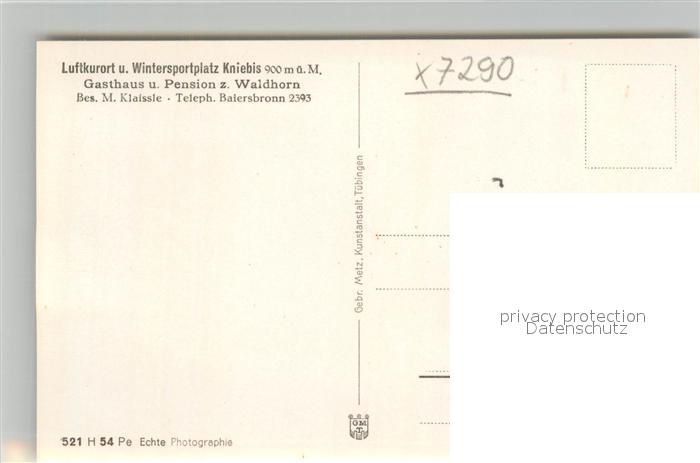 Luftkurort u. Wintersportplatz Kniebis 900 m ü. M.
Gasthaus u. Pension z. Waldhorn
Bes. M. Klaissle · Teleph. Baiersbronn 2393
x7290
Gebr. Metz, Kunstanstalt, Tübingen
privacy protection
Datenschutz
GM
521 H 54 Pe Echte Photographie